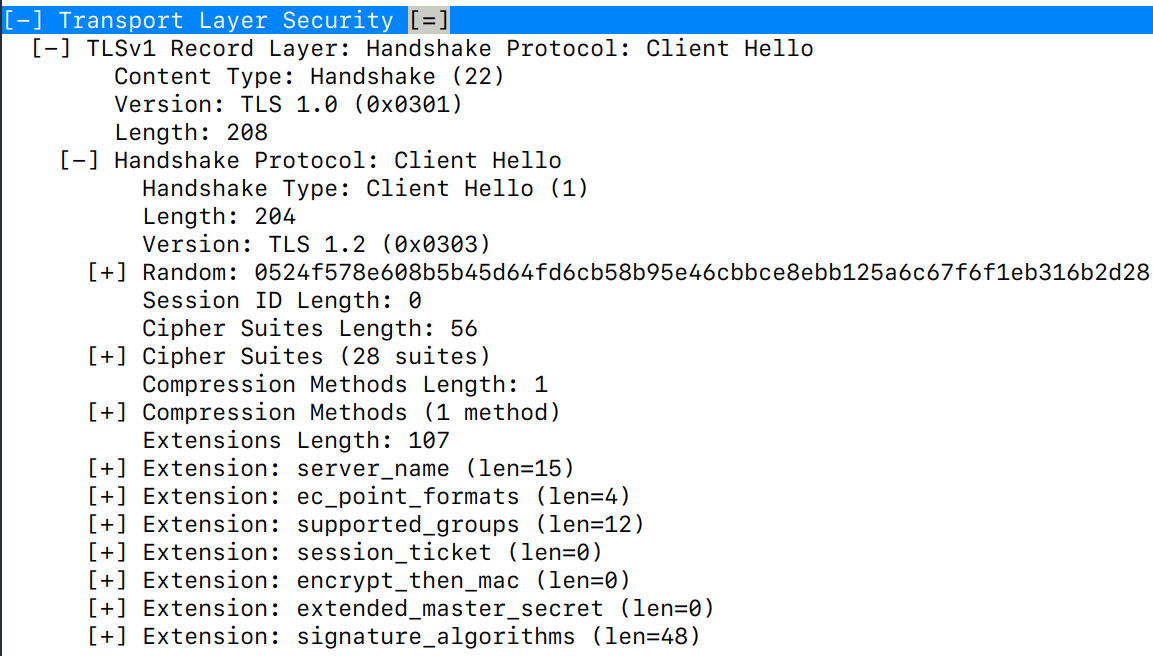 [−] Transport Layer Security [=]
[−] TLSv1 Record Layer: Handshake Protocol: Client Hello
Content Type: Handshake (22)
Version: TLS 1.0 (0x0301)
Length: 208
[−] Handshake Protocol: Client Hello
Handshake Type: Client Hello (1)
Length: 204
Version: TLS 1.2 (0x0303)
[+] Random: 0524f578e608b5b45d64fd6cb58b95e46cbbce8ebb125a6c67f6f1eb316b2d28
Session ID Length: 0
Cipher Suites Length: 56
[+] Cipher Suites (28 suites)
Compression Methods Length: 1
[+] Compression Methods (1 method)
Extensions Length: 107
[+] Extension: server_name (len=15)
[+] Extension: ec_point_formats (len=4)
[+] Extension: supported_groups (len=12)
[+] Extension: session_ticket (len=0)
[+] Extension: encrypt_then_mac (len=0)
[+] Extension: extended_master_secret (len=0)
[+] Extension: signature_algorithms (len=48)